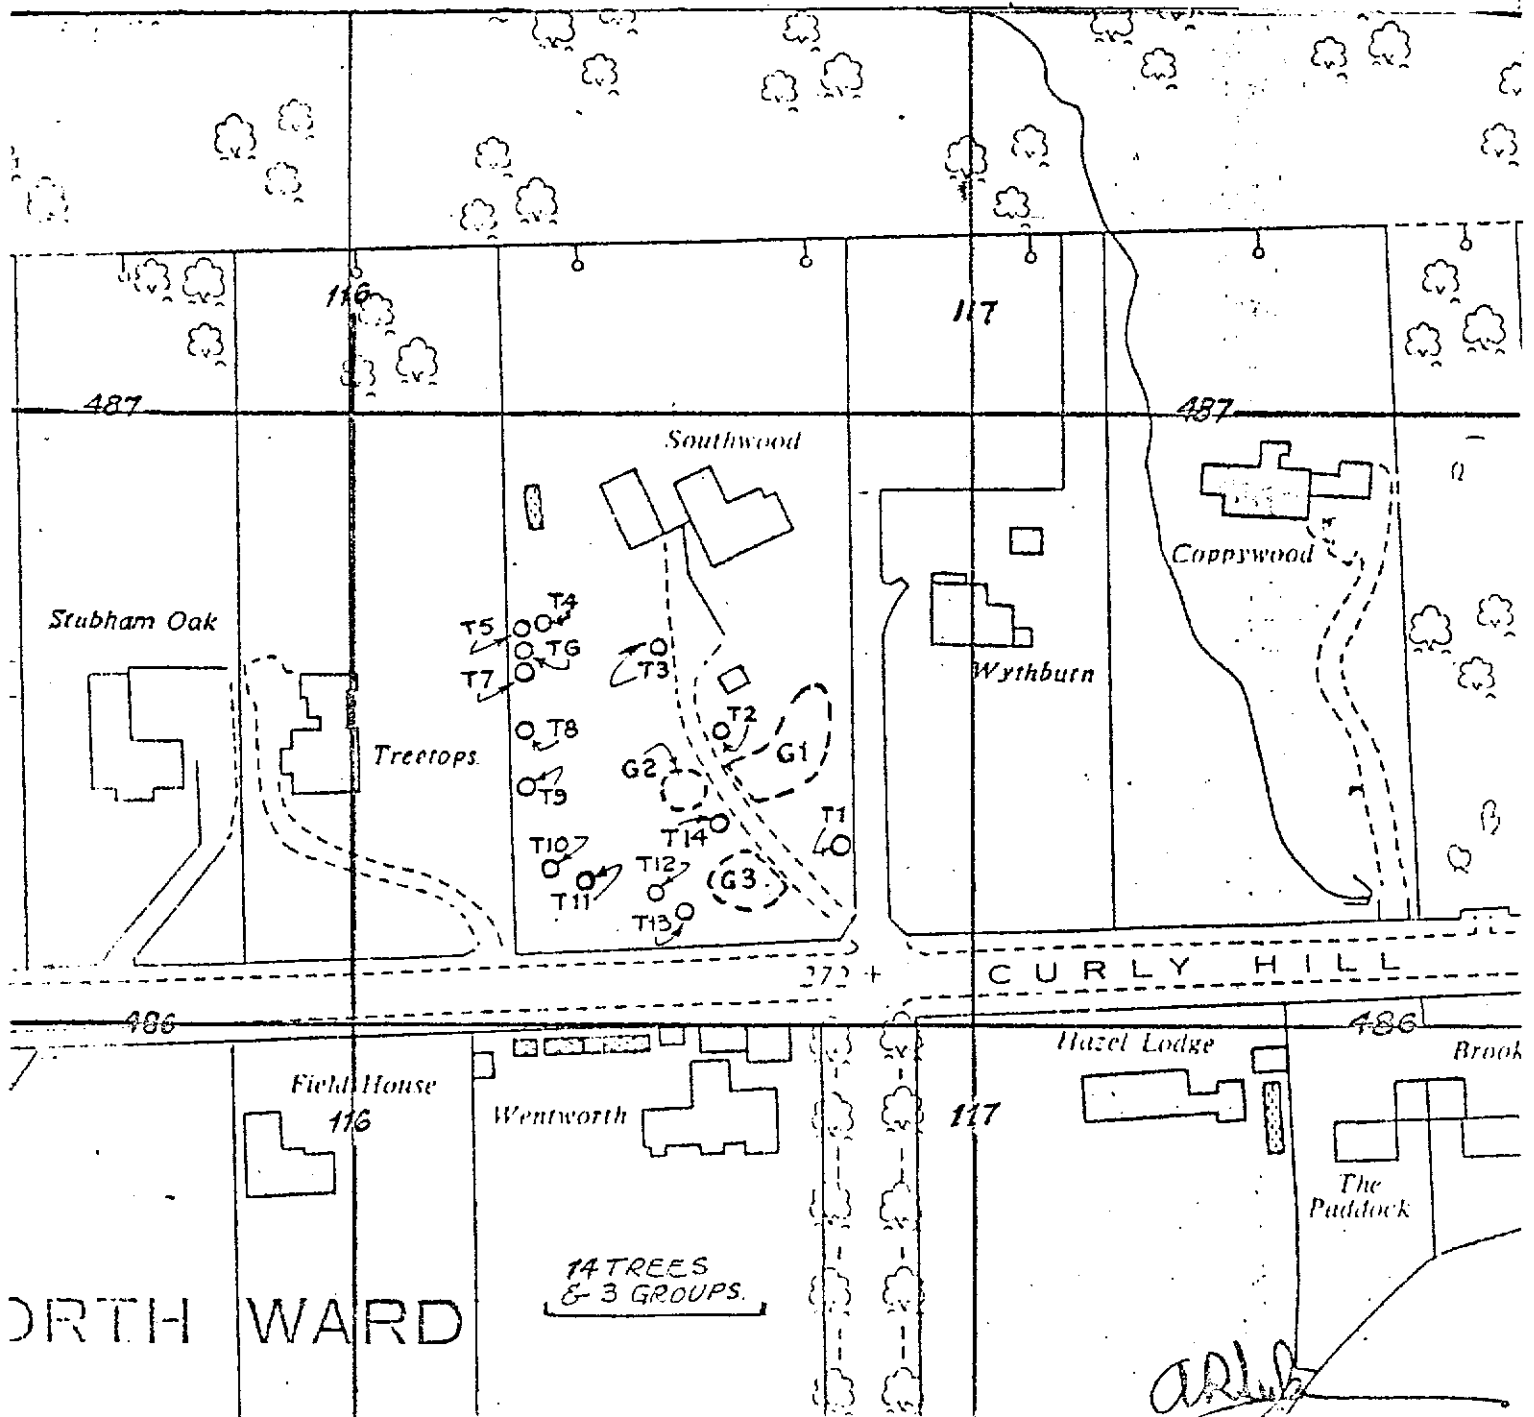 116
117
487
487
Southwood
Coppywood
Stubham Oak
T4
T5
T6
T3
T7
Wythburn
T2
T8
Treetops
G1
G2
T9
T1
T14
T10
T12
G3
T11
T13
272 +
CURLY HILL
486
486
Hazel Lodge
Brook
Field House
Wentworth
116
117
The
Paddock
14 TREES
& 3 GROUPS.
ORTH WARD